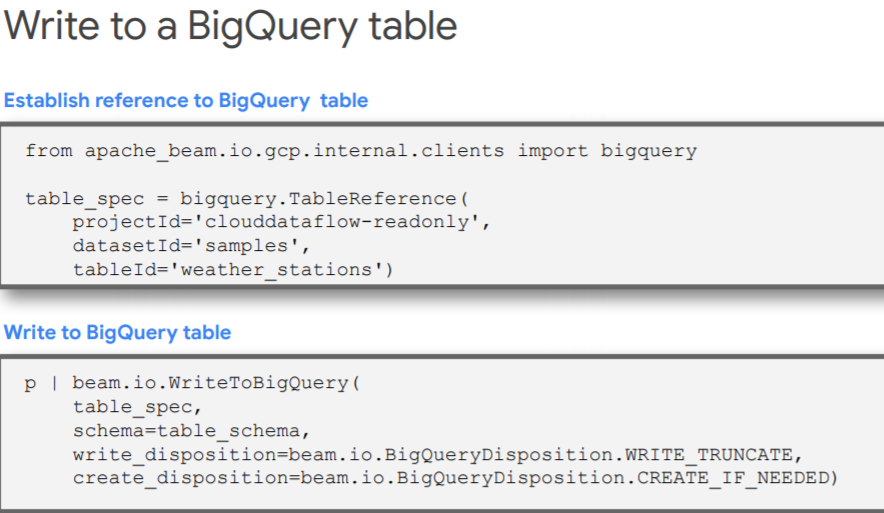 Write to a BigQuery table
Establish reference to BigQuery  table
from apache_beam.io.gcp.internal.clients import bigquery
table_spec = bigquery.TableReference(
    projectId='clouddataflow-readonly',
    datasetId='samples',
    tableId='weather_stations')
Write to BigQuery table
p | beam.io.WriteToBigQuery(
    table_spec,
    schema=table_schema,
    write_disposition=beam.io.BigQueryDisposition.WRITE_TRUNCATE,
    create_disposition=beam.io.BigQueryDisposition.CREATE_IF_NEEDED)